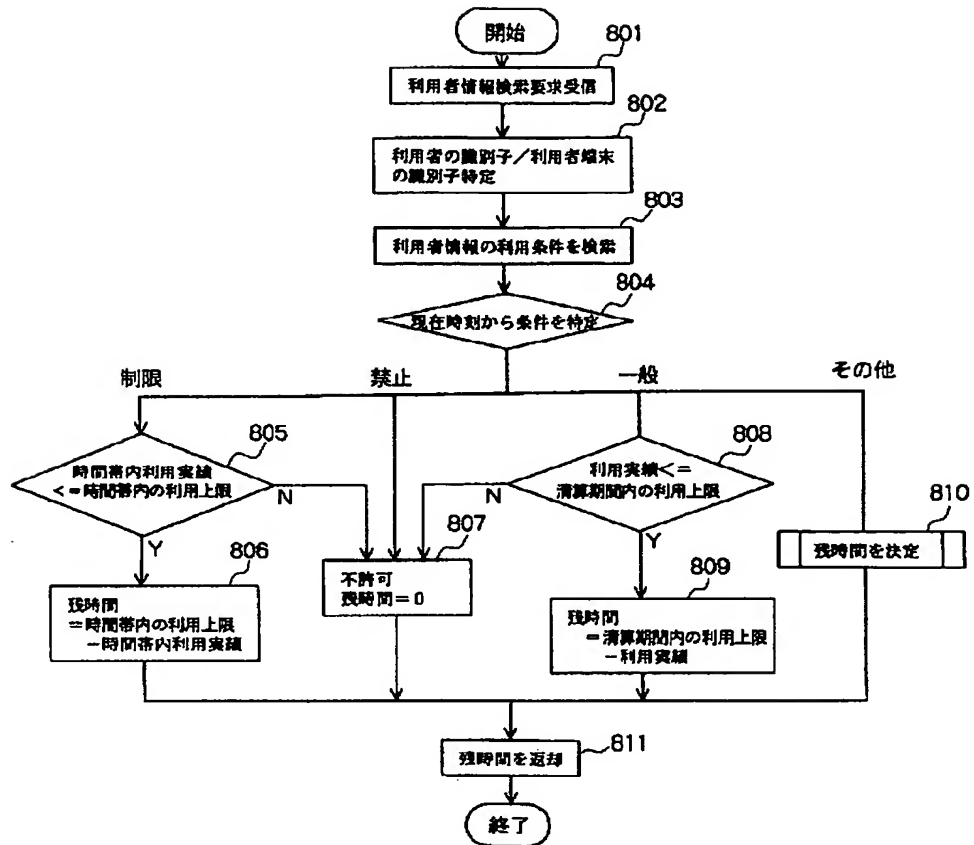 開始
801
利用者情報検索要求受信
802
利用者の識別子/利用者端末
の識別子特定
803
利用者情報の利用条件を検索
804
現在時刻から条件を特定
制限
禁止
一般
その他
805
時間帯内利用実績
<=時間帯内の利用上限
N
Y
806
残時間
=時間帯内の利用上限
-時間帯内利用実績
807
不許可
残時間=0
808
利用実績<=
清算期間内の利用上限
N
Y
809
残時間
=清算期間内の利用上限
-利用実績
810
残時間を決定
811
残時間を返却
終了